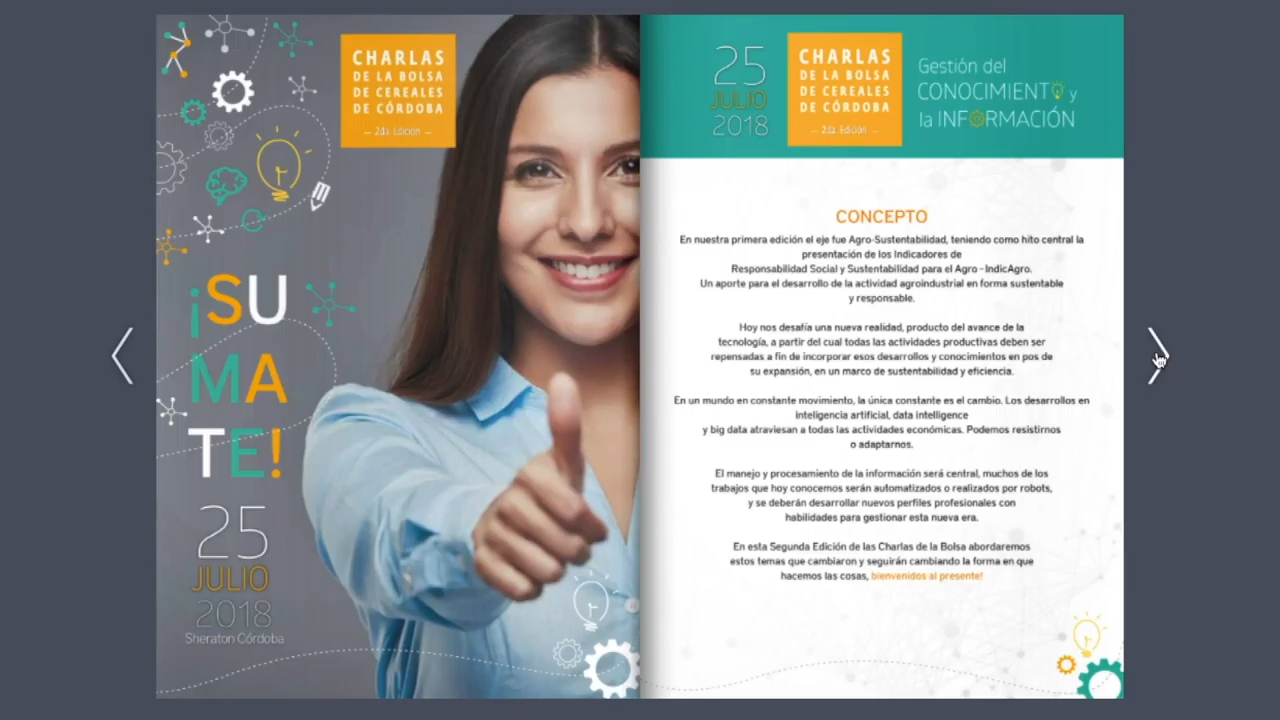 CHARLAS
DE LA BOLSA
DE CEREALES
DE CÓRDOBA
— 2da. Edición —
¡SU
MA
TE!
25
JULIO
2018
Sheraton Córdoba
25
JULIO
2018
CHARLAS
DE LA BOLSA
DE CEREALES
DE CÓRDOBA
— 2da. Edición —
Gestión del
CONOCIMIENTO y
la INFORMACIÓN
CONCEPTO
En nuestra primera edición el eje fue Agro-Sustentabilidad, teniendo como hito central la
presentación de los Indicadores de
Responsabilidad Social y Sustentabilidad para el Agro –IndicAgro.
Un aporte para el desarrollo de la actividad agroindustrial en forma sustentable
y responsable.
Hoy nos desafía una nueva realidad, producto del avance de la
tecnología, a partir del cual todas las actividades productivas deben ser
repensadas a fin de incorporar esos desarrollos y conocimientos en pos de
su expansión, en un marco de sustentabilidad y eficiencia.
En un mundo en constante movimiento, la única constante es el cambio. Los desarrollos en
inteligencia artificial, data intelligence
y big data atraviesan a todas las actividades económicas. Podemos resistirnos
o adaptarnos.
El manejo y procesamiento de la información será central, muchos de los
trabajos que hoy conocemos serán automatizados o realizados por robots,
y se deberán desarrollar nuevos perfiles profesionales con
habilidades para gestionar esta nueva era.
En esta Segunda Edición de las Charlas de la Bolsa abordaremos
estos temas que cambiaron y seguirán cambiando la forma en que
hacemos las cosas, bienvenidos al presente!